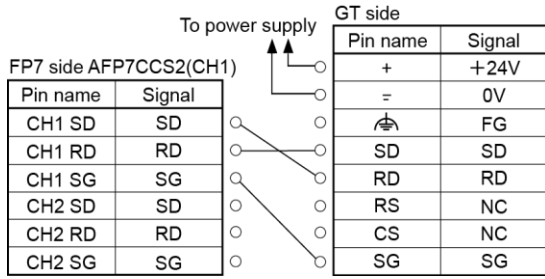 To power supply
GT side
Pin name Signal
+ +24V
= 0V
FG
SD SD
RD RD
RS NC
CS NC
SG SG
FP7 side AFP7CCS2(CH1)
Pin name Signal
CH1 SD SD
CH1 RD RD
CH1 SG SG
CH2 SD SD
CH2 RD RD
CH2 SG SG